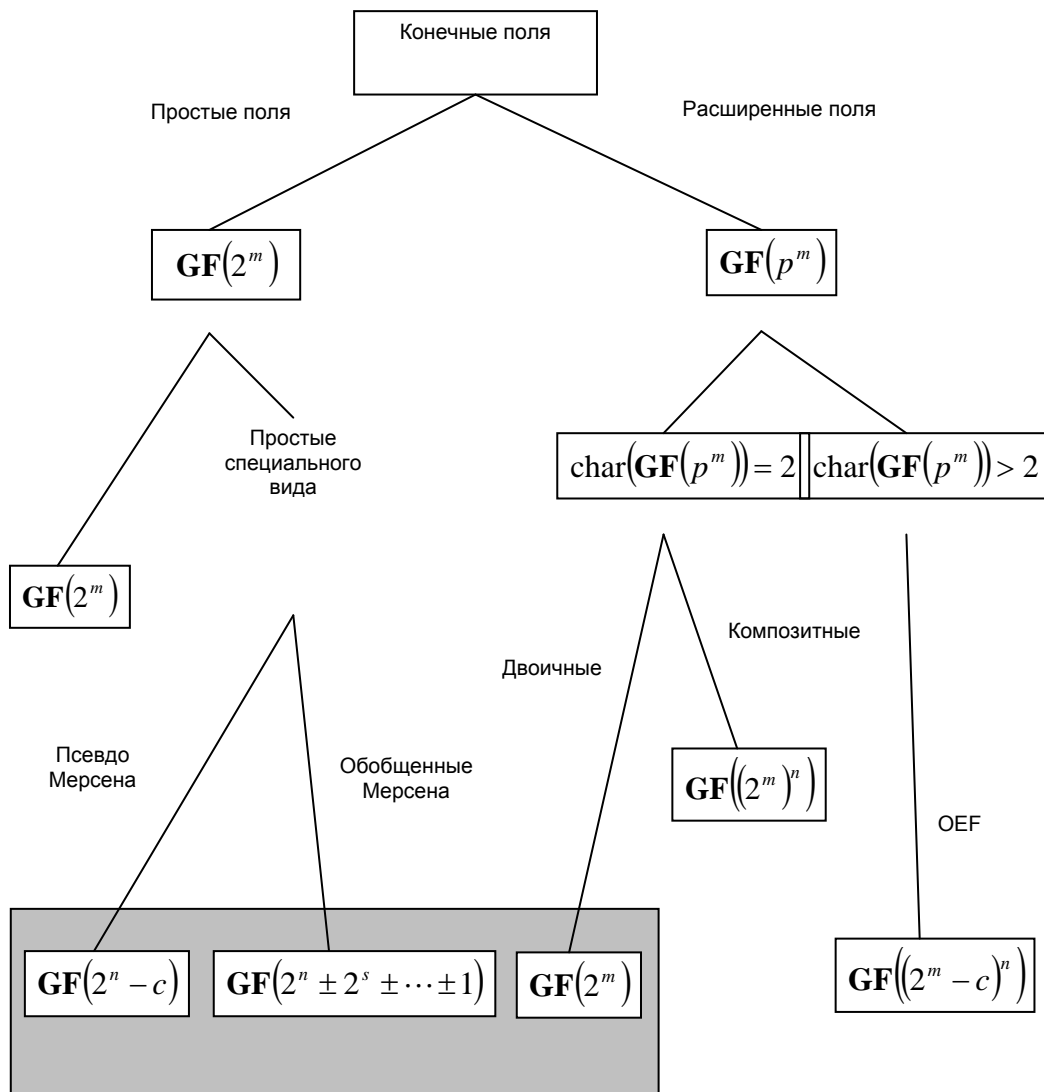 Конечные поля
Простые поля
Расширенные поля
GF(2^m)
GF(p^m)
Простые
специального
вида
char(GF(p^m)) = 2
char(GF(p^m)) > 2
GF(2^m)
Композитные
Двоичные
Псевдо
Мерсена
Обобщенные
Мерсена
GF((2^m)^n)
OEF
GF(2^n − c)
GF(2^n ± 2^s ± ⋯ ± 1)
GF(2^m)
GF((2^m − c)^n)